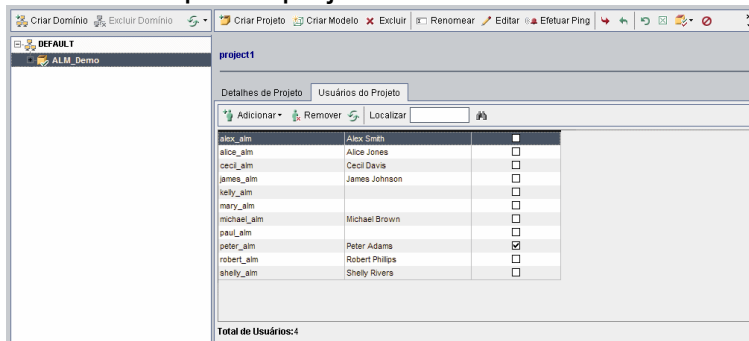 Criar Domínio Excluir Domínio Criar Projeto Criar Modelo Excluir Renomear Editar Efetuar Ping
DEFAULT
ALM_Demo
project1
Detalhes de Projeto Usuários do Projeto
Adicionar Remover Localizar
alex_alm Alex Smith
alice_alm Alice Jones
cecil_alm Cecil Davis
james_alm James Johnson
kelly_alm
mary_alm
michael_alm Michael Brown
paul_alm
peter_alm Peter Adams
robert_alm Robert Philips
shelly_alm Shelly Rivers
Total de Usuários:4